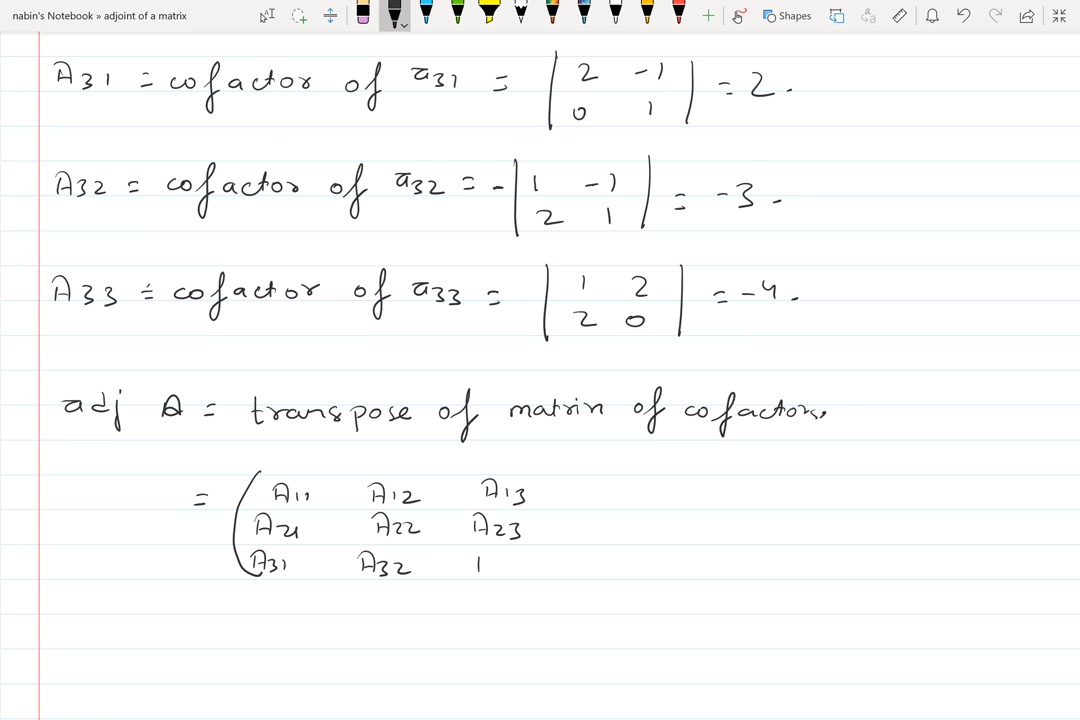 nabin's Notebook » adjoint of a matrix
Shapes
A31 = cofactor of a31 = | 2 -1 | = 2.
| 0 1 |
A32 = cofactor of a32 = - | 1 -1 | = -3.
| 2 1 |
A33 = cofactor of a33 = | 1 2 | = -4.
| 2 0 |
adj A = transpose of matrix of cofactors.
= ( A11 A12 A13
A21 A22 A23
A31 A32 1